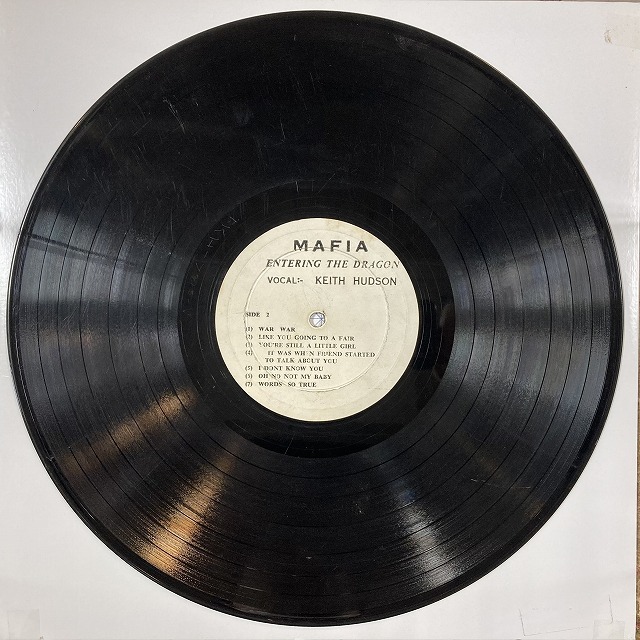 MAFIA
ENTERING THE DRAGON
VOCAL:- KEITH HUDSON
SIDE 2
(1) WAR WAR
(2) LIKE YOU GOING TO A FAIR
(3) YOU'RE STILL A LITTLE GIRL
(4) IT WAS WHEN FRIEND STARTED
TO TALK ABOUT YOU
(5) I DONT KNOW YOU
(6) OH NO NOT MY BABY
(7) WORDS SO TRUE